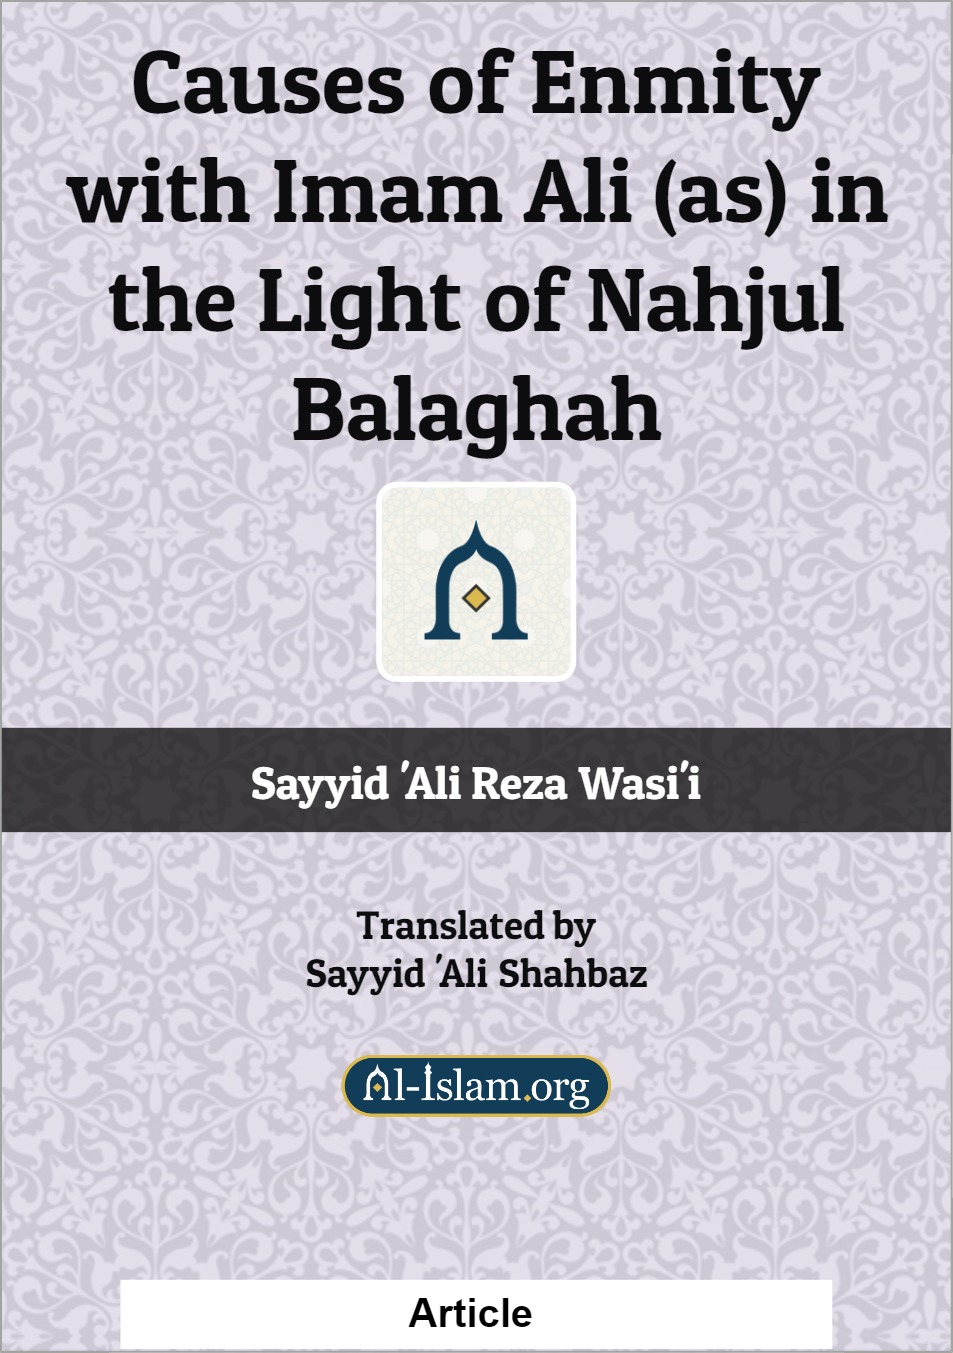 Causes of Enmity
with Imam Ali (as) in
the Light of Nahjul
Balaghah
Sayyid 'Ali Reza Wasi'i
Translated by
Sayyid 'Ali Shahbaz
Al-Islam.org
Article